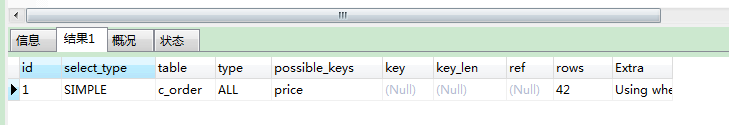 信息 结果1 概况 状态
id select_type table type possible_keys key key_len ref rows Extra
1 SIMPLE c_order ALL price (Null) (Null) (Null) 42 Using whe